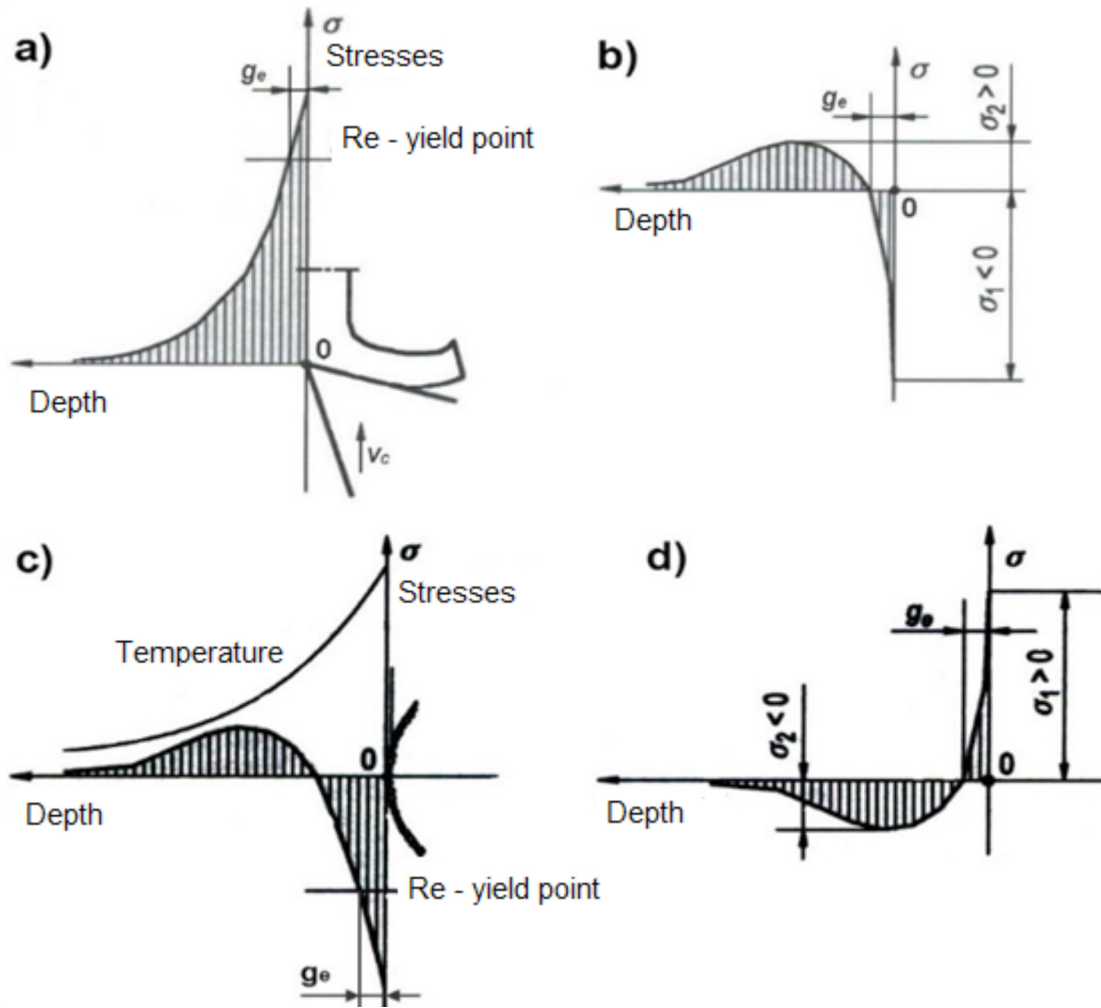 a)
σ
Stresses
gₑ
Re - yield point
0
Depth
v꜀
b)
σ
gₑ
σ₂ > 0
0
Depth
σ₁ < 0
c)
σ
Stresses
Temperature
0
Depth
Re - yield point
gₑ
d)
σ
gₑ
σ₁ > 0
σ₂ < 0
0
Depth